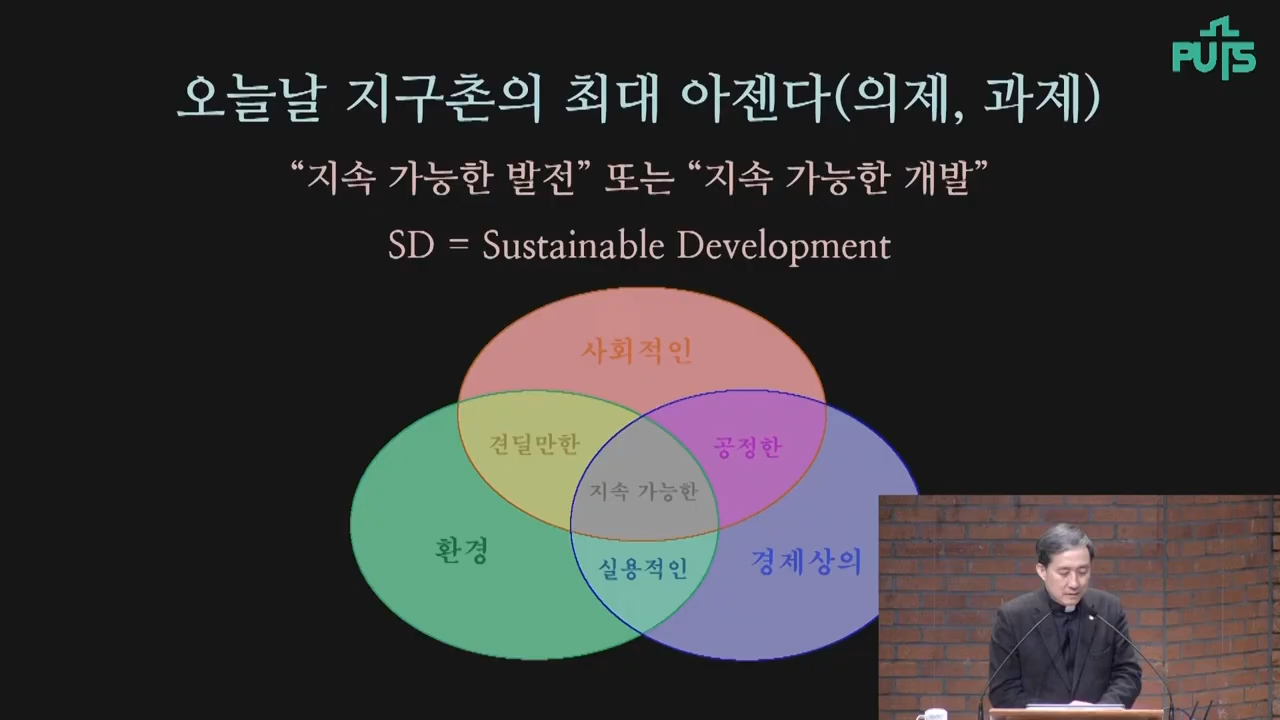 PUTS
오늘날 지구촌의 최대 아젠다(의제, 과제)
“지속 가능한 발전” 또는 “지속 가능한 개발”
SD = Sustainable Development
사회적인
견딜만한
공정한
지속 가능한
환경
실용적인
경제상의